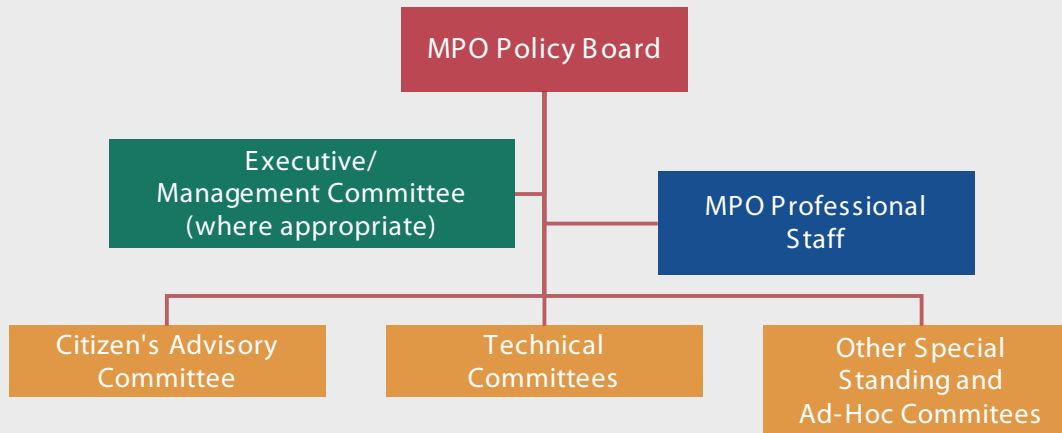 MPO Policy Board
Executive/
Management Committee
(where appropriate)
MPO Professional
Staff
Citizen's Advisory
Committee
Technical
Committees
Other Special
Standing and
Ad-Hoc Commitees